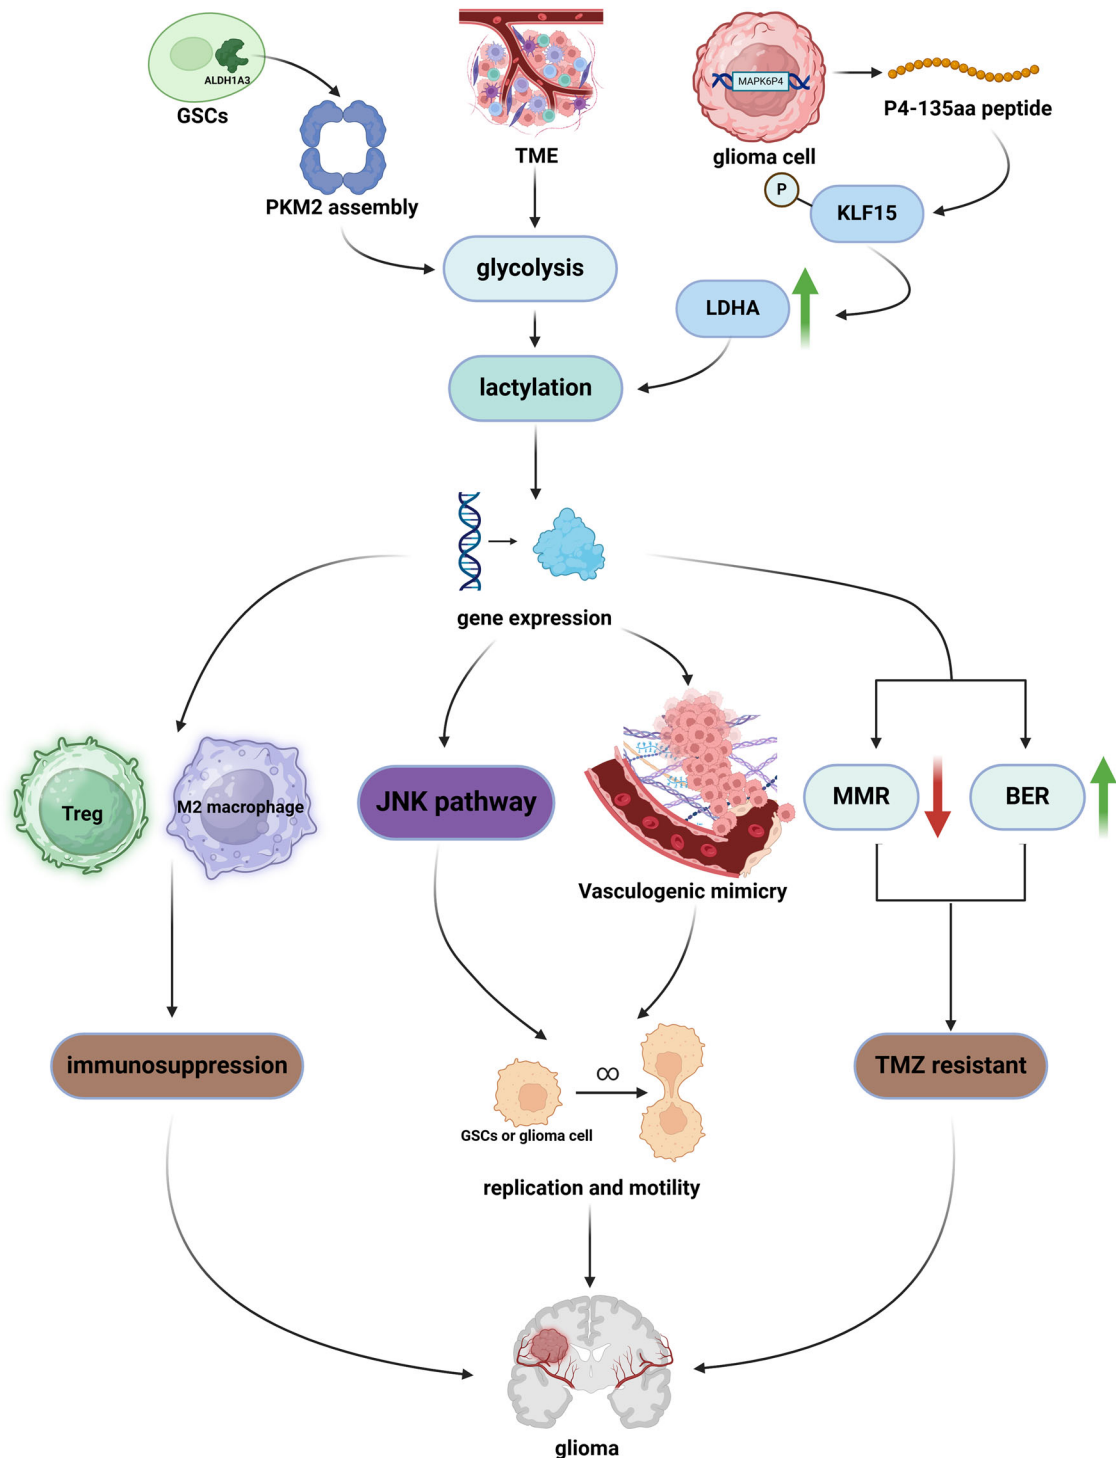 ALDH1A3
GSCs
PKM2 assembly
TME
MAPK6P4
glioma cell
P4-135aa peptide
P
KLF15
glycolysis
LDHA
lactylation
gene expression
Treg
M2 macrophage
JNK pathway
Vasculogenic mimicry
MMR
BER
immunosuppression
∞
GSCs or glioma cell
replication and motility
TMZ resistant
glioma